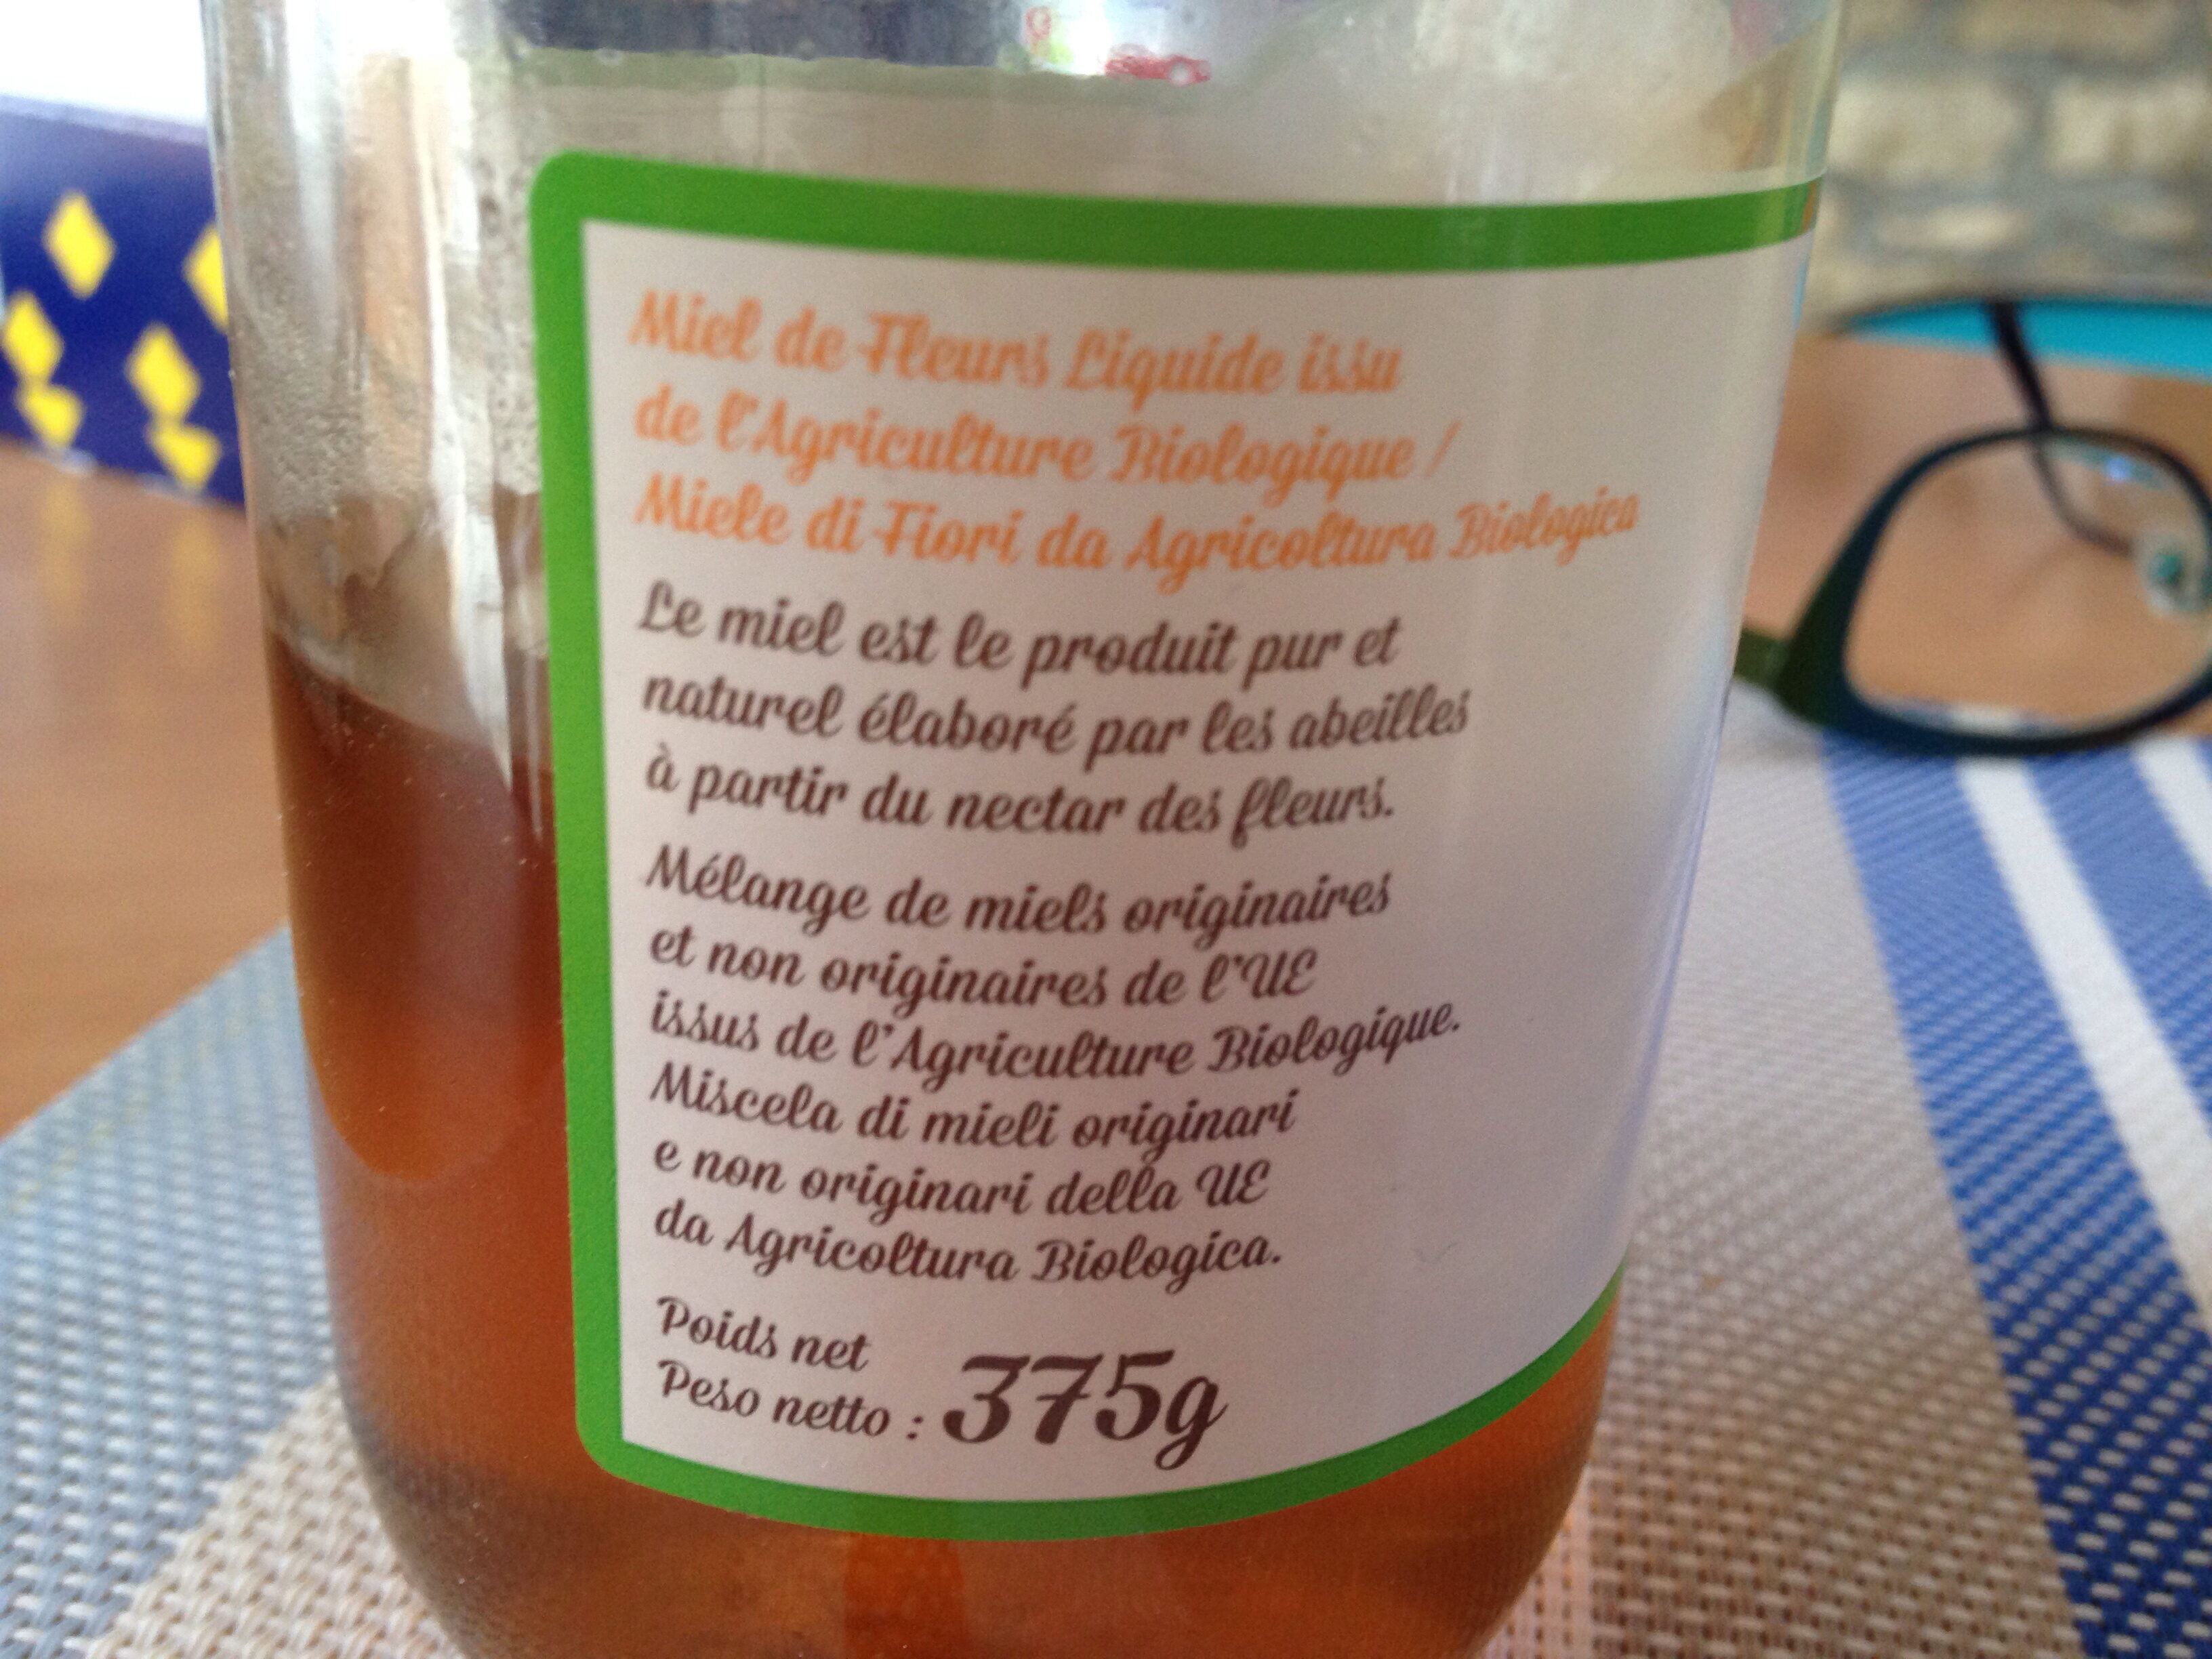 Miel de Fleurs Liquide issu
de l'Agriculture Biologique /
Miele di Fiori da Agricoltura Biologica
Le miel est le produit pur et
naturel élaboré par les abeilles
à partir du nectar des fleurs.
Mélange de miels originaires
et non originaires de l'UE
issus de l'Agriculture Biologique.
Miscela di mieli originari
e non originari della UE
da Agricoltura Biologica.
Poids net
Peso netto : 375g